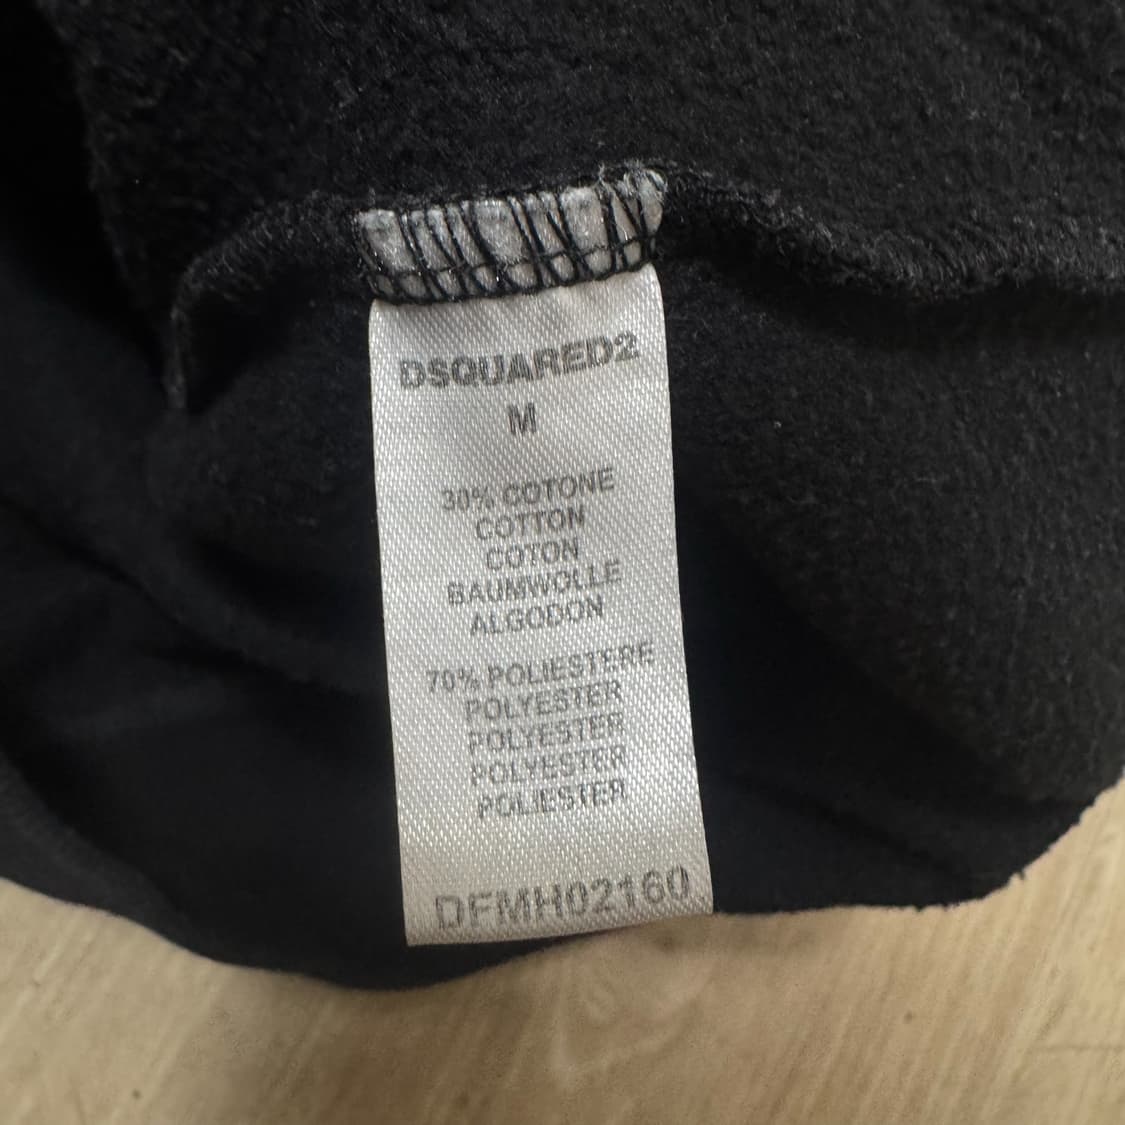 DSQUARED2
M
30% COTONE
COTTON
COTON
BAUMWOLLE
ALGODON
70% POLIESTERE
POLYESTER
POLYESTER
POLYESTER
POLIESTER
DFMH02160